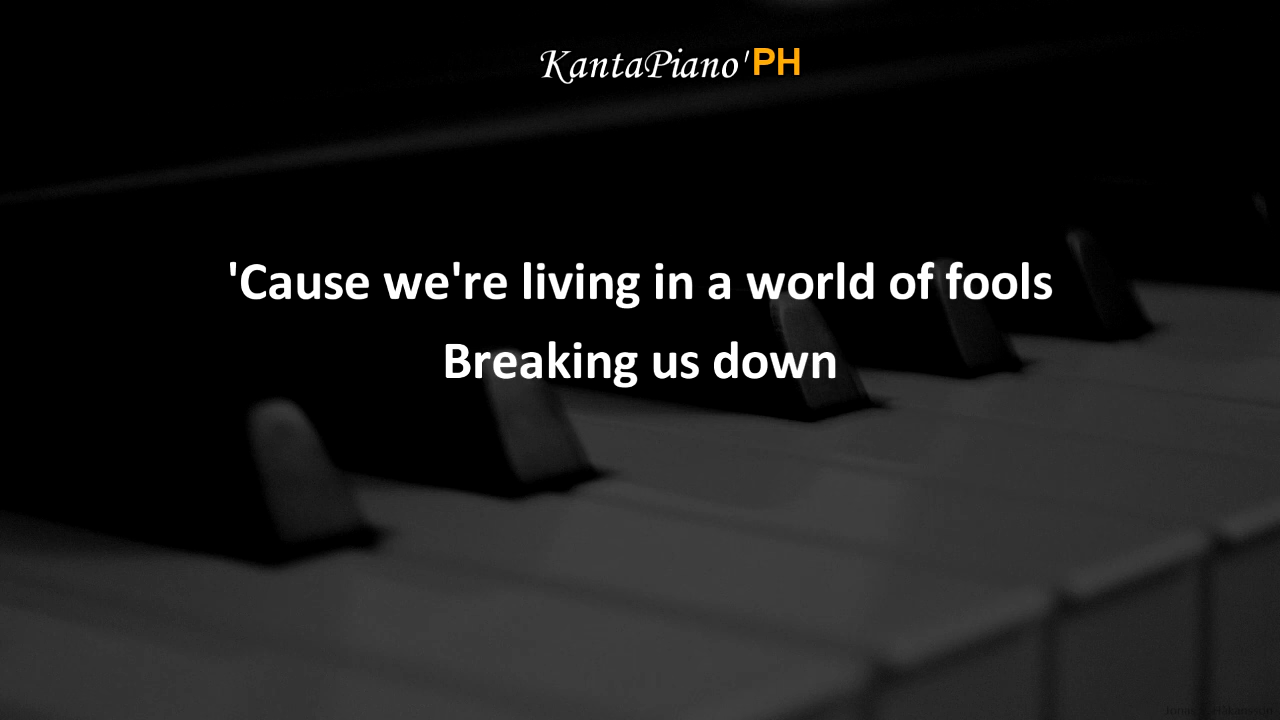 KantaPiano'PH
'Cause we're living in a world of fools
Breaking us down